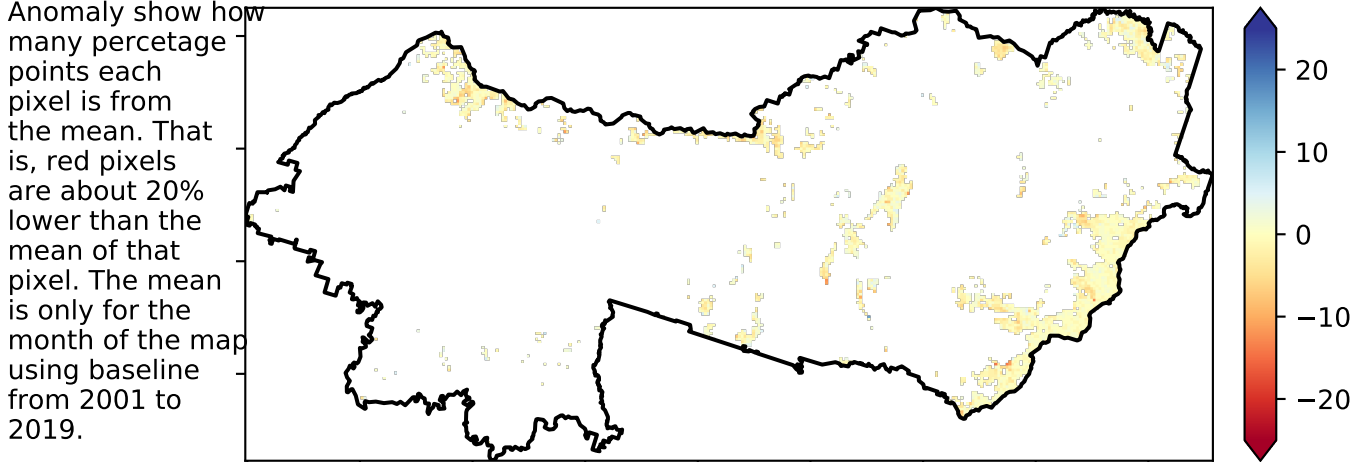 Anomaly show how
many percetage
points each
pixel is from
the mean. That
is, red pixels
are about 20%
lower than the
mean of that
pixel. The mean
is only for the
month of the map
using baseline
from 2001 to
2019.
20
10
0
−10
−20